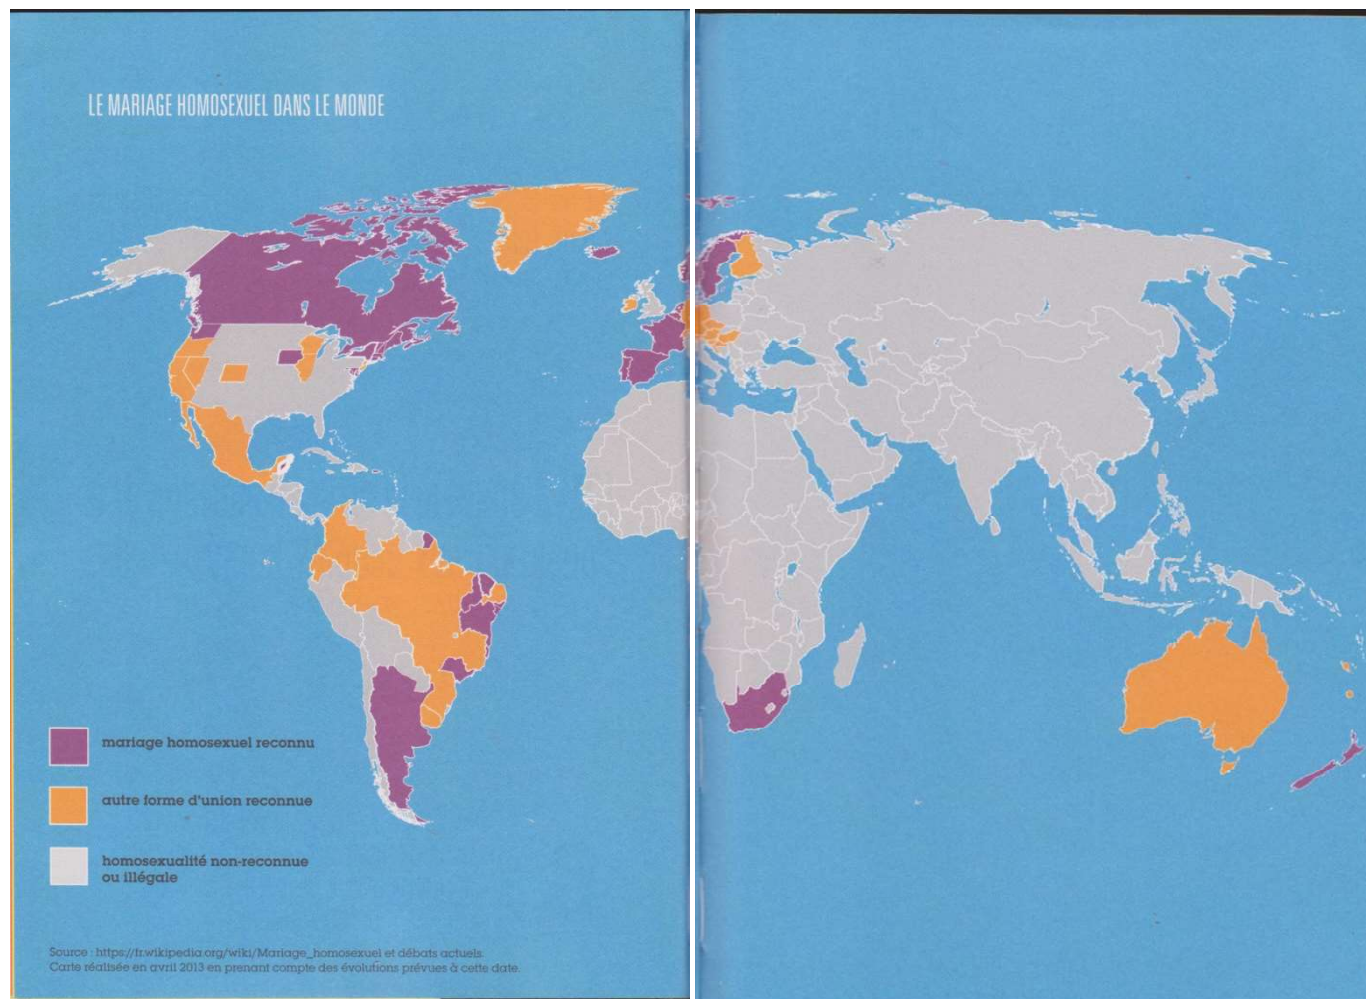 LE MARIAGE HOMOSEXUEL DANS LE MONDE
mariage homosexuel reconnu
autre forme d'union reconnue
homosexualité non-reconnue
ou illégale
Source : https://fr.wikipedia.org/wiki/Mariage_homosexuel et débats actuels.
Carte réalisée en avril 2013 en prenant compte des évolutions prévues à cette date.